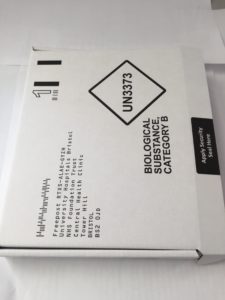 UN3373
BIOLOGICAL
SUBSTANCE,
CATEGORY B
Apply Security
Seal Here
Freepost
University Hospitals Bristol
NHS Foundation Trust
Central Health Clinic
Tower Hill
BRISTOL
BS2 0JD